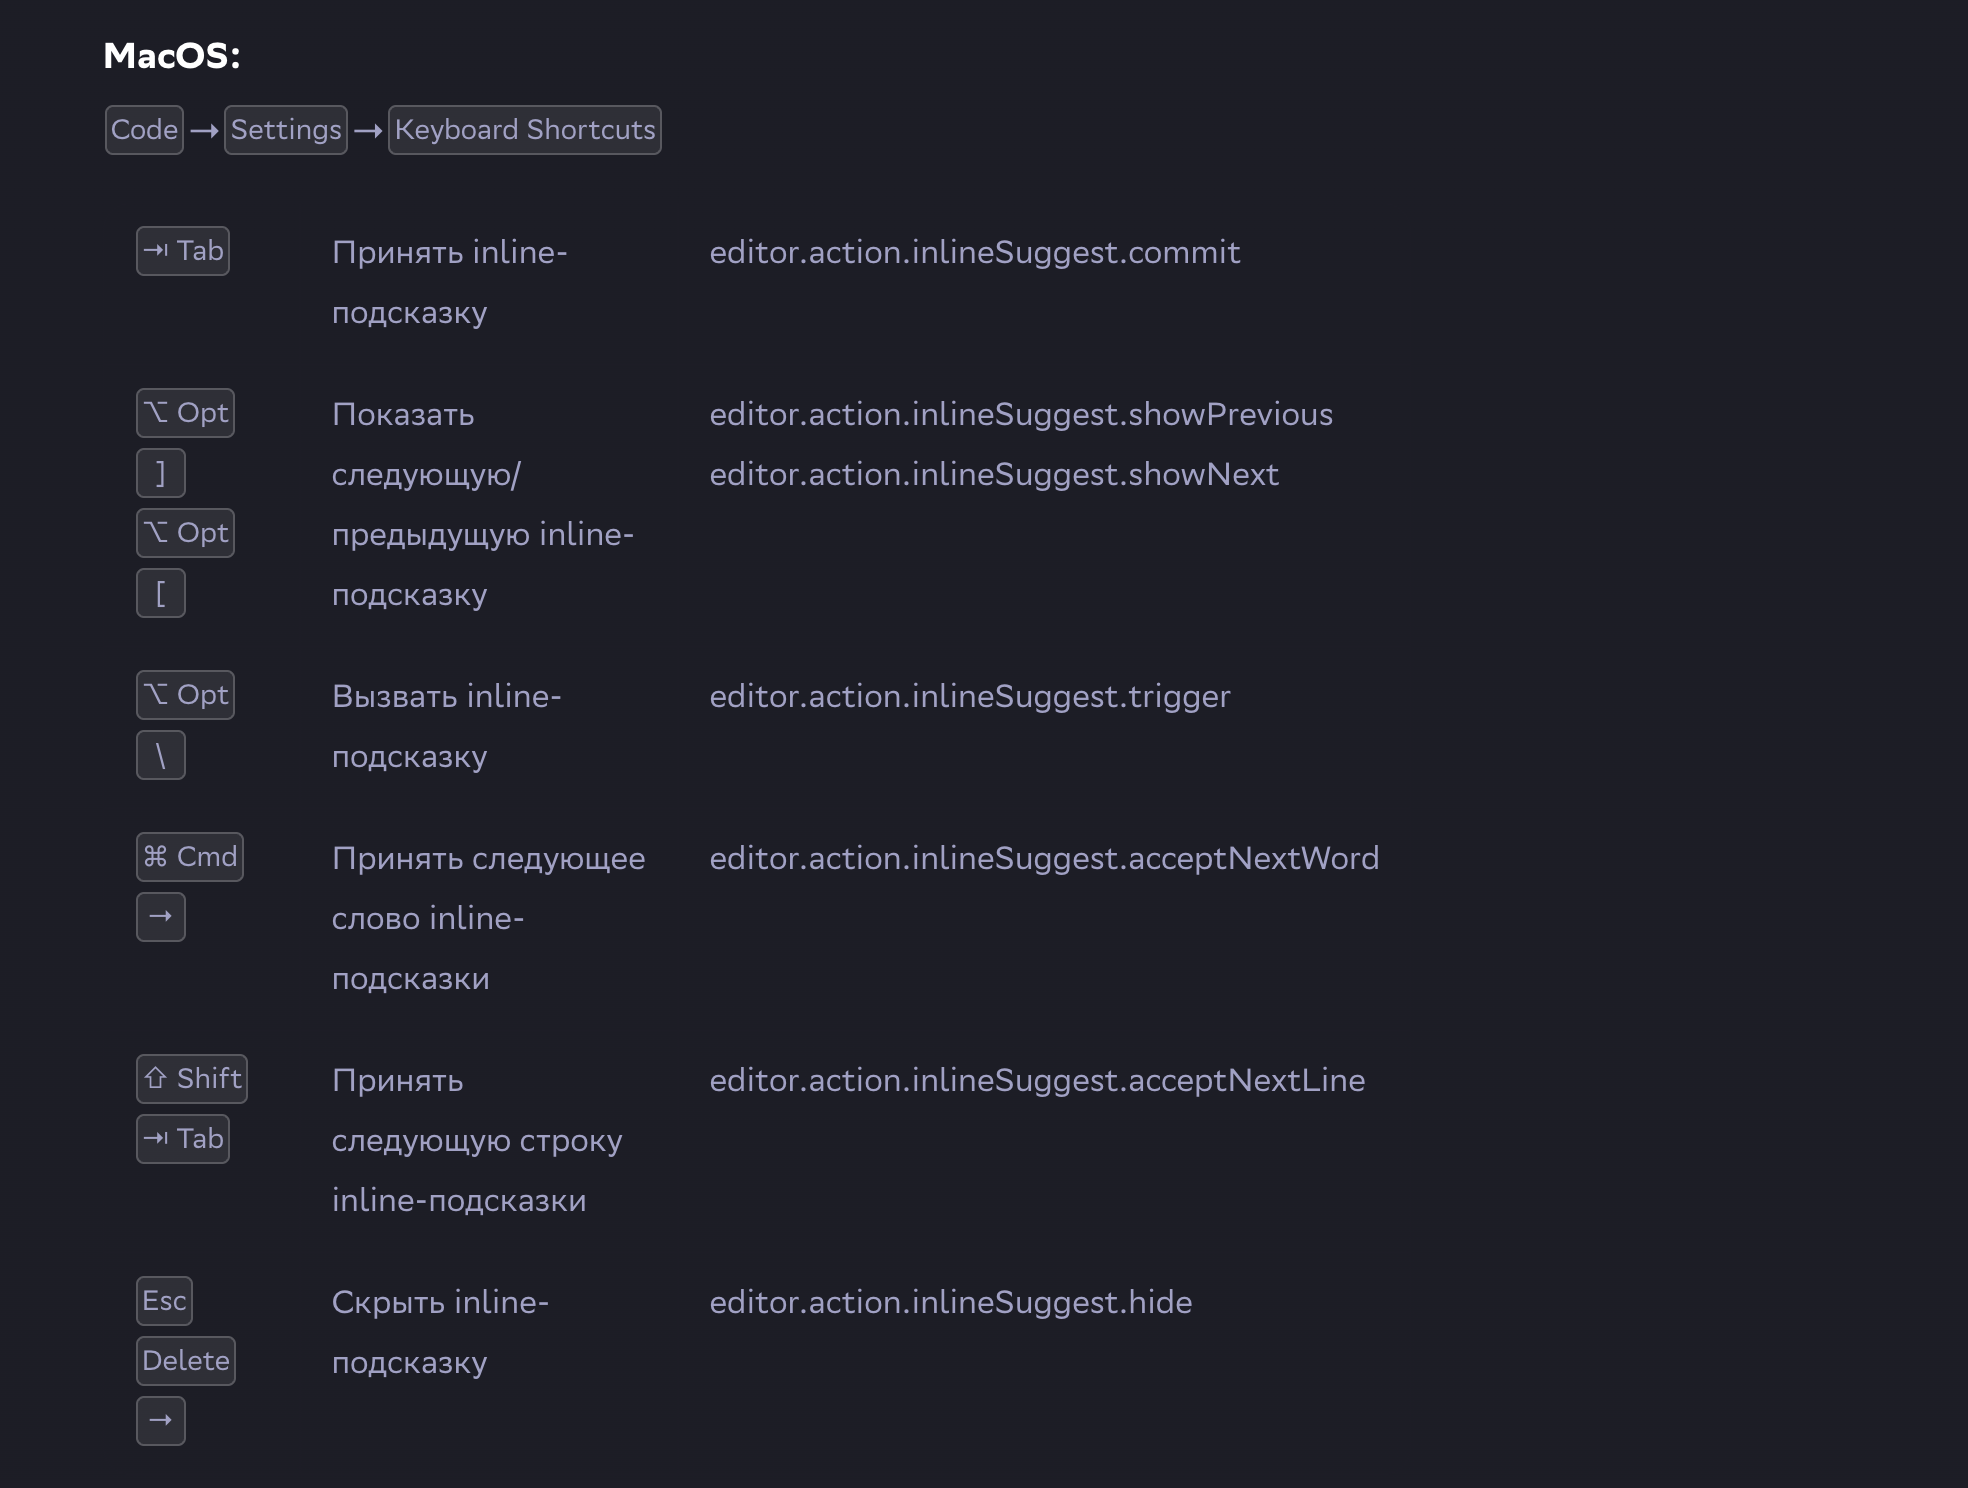 MacOS:
Code → Settings → Keyboard Shortcuts
⇥ Tab Принять inline- editor.action.inlineSuggest.commit
подсказку
⌥ Opt Показать editor.action.inlineSuggest.showPrevious
] следующую/ editor.action.inlineSuggest.showNext
⌥ Opt предыдущую inline-
[ подсказку
⌥ Opt Вызвать inline- editor.action.inlineSuggest.trigger
\ подсказку
⌘ Cmd Принять следующее editor.action.inlineSuggest.acceptNextWord
→ слово inline-
подсказки
⇧ Shift Принять editor.action.inlineSuggest.acceptNextLine
⇥ Tab следующую строку
inline-подсказки
Esc Скрыть inline- editor.action.inlineSuggest.hide
Delete подсказку
→